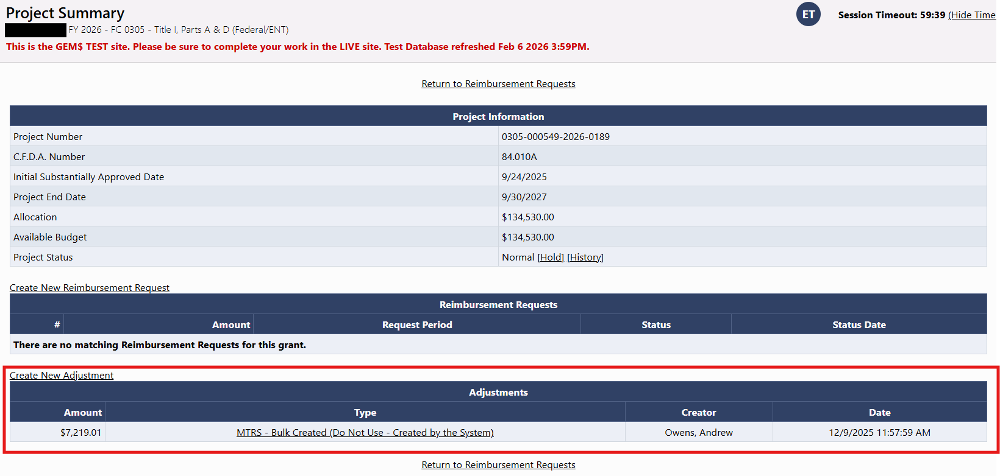 Project Summary
ET
Session Timeout: 59:39 (Hide Time
FY 2026 - FC 0305 - Title I, Parts A & D (Federal/ENT)
This is the GEM$ TEST site. Please be sure to complete your work in the LIVE site. Test Database refreshed Feb 6 2026 3:59PM.
Return to Reimbursement Requests
Project Information
Project Number 0305-000549-2026-0189
C.F.D.A. Number 84.010A
Initial Substantially Approved Date 9/24/2025
Project End Date 9/30/2027
Allocation $134,530.00
Available Budget $134,530.00
Project Status Normal [Hold] [History]
Create New Reimbursement Request
Reimbursement Requests
# Amount Request Period Status Status Date
There are no matching Reimbursement Requests for this grant.
Create New Adjustment
Adjustments
Amount Type Creator Date
$7,219.01 MTRS - Bulk Created (Do Not Use - Created by the System) Owens, Andrew 12/9/2025 11:57:59 AM
Return to Reimbursement Requests